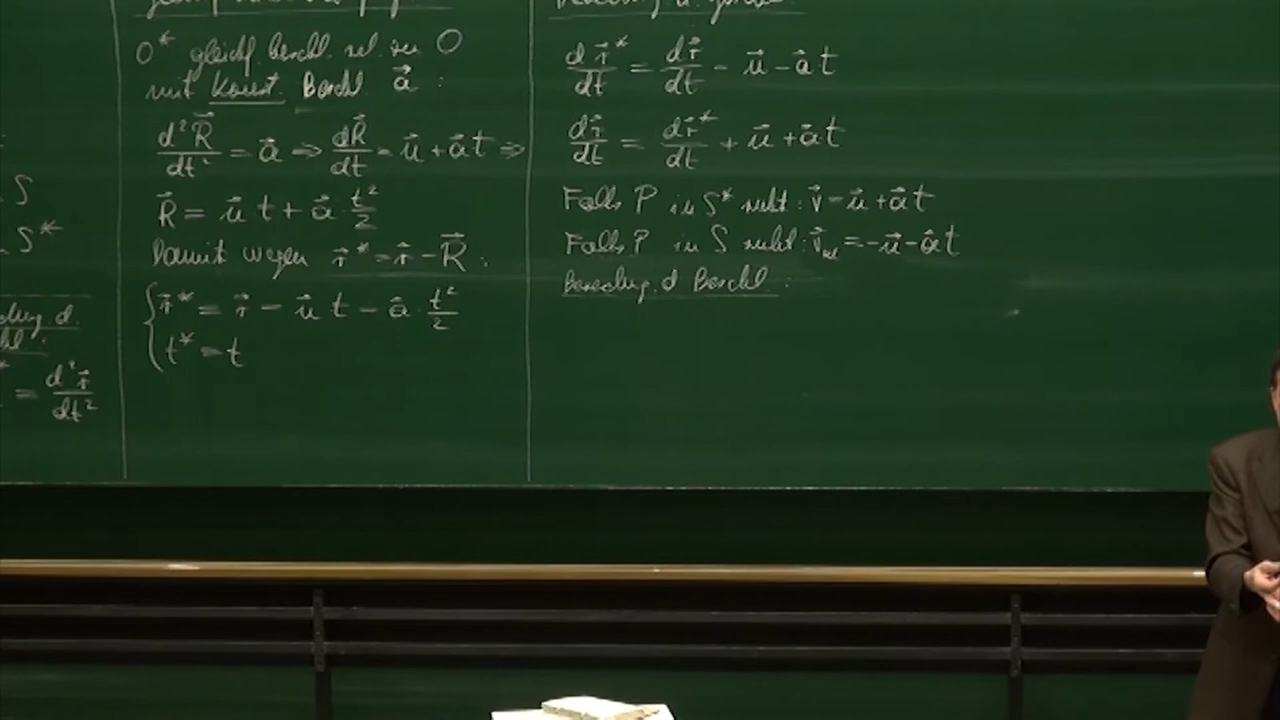 S
S*
d.
= d²r⃗/dt²
O* gleichf. beschl. rel. zu O
mit konst. Beschl. a⃗ :
d²R⃗/dt² = a⃗ ⇒ dR⃗/dt = u⃗ + a⃗ t ⇒
R⃗ = u⃗ t + a⃗ t²/2
Damit wegen r⃗* = r⃗ − R⃗ :
{ r⃗* = r⃗ − u⃗ t − a⃗ t²/2
t* = t
dr⃗*/dt = dr⃗/dt − u⃗ − a⃗ t
dr⃗/dt = dr⃗*/dt + u⃗ + a⃗ t
Falls P in S* ruht : v⃗ = u⃗ + a⃗ t
Falls P in S ruht : v⃗ = −u⃗ − a⃗ t
d. Beschl. :